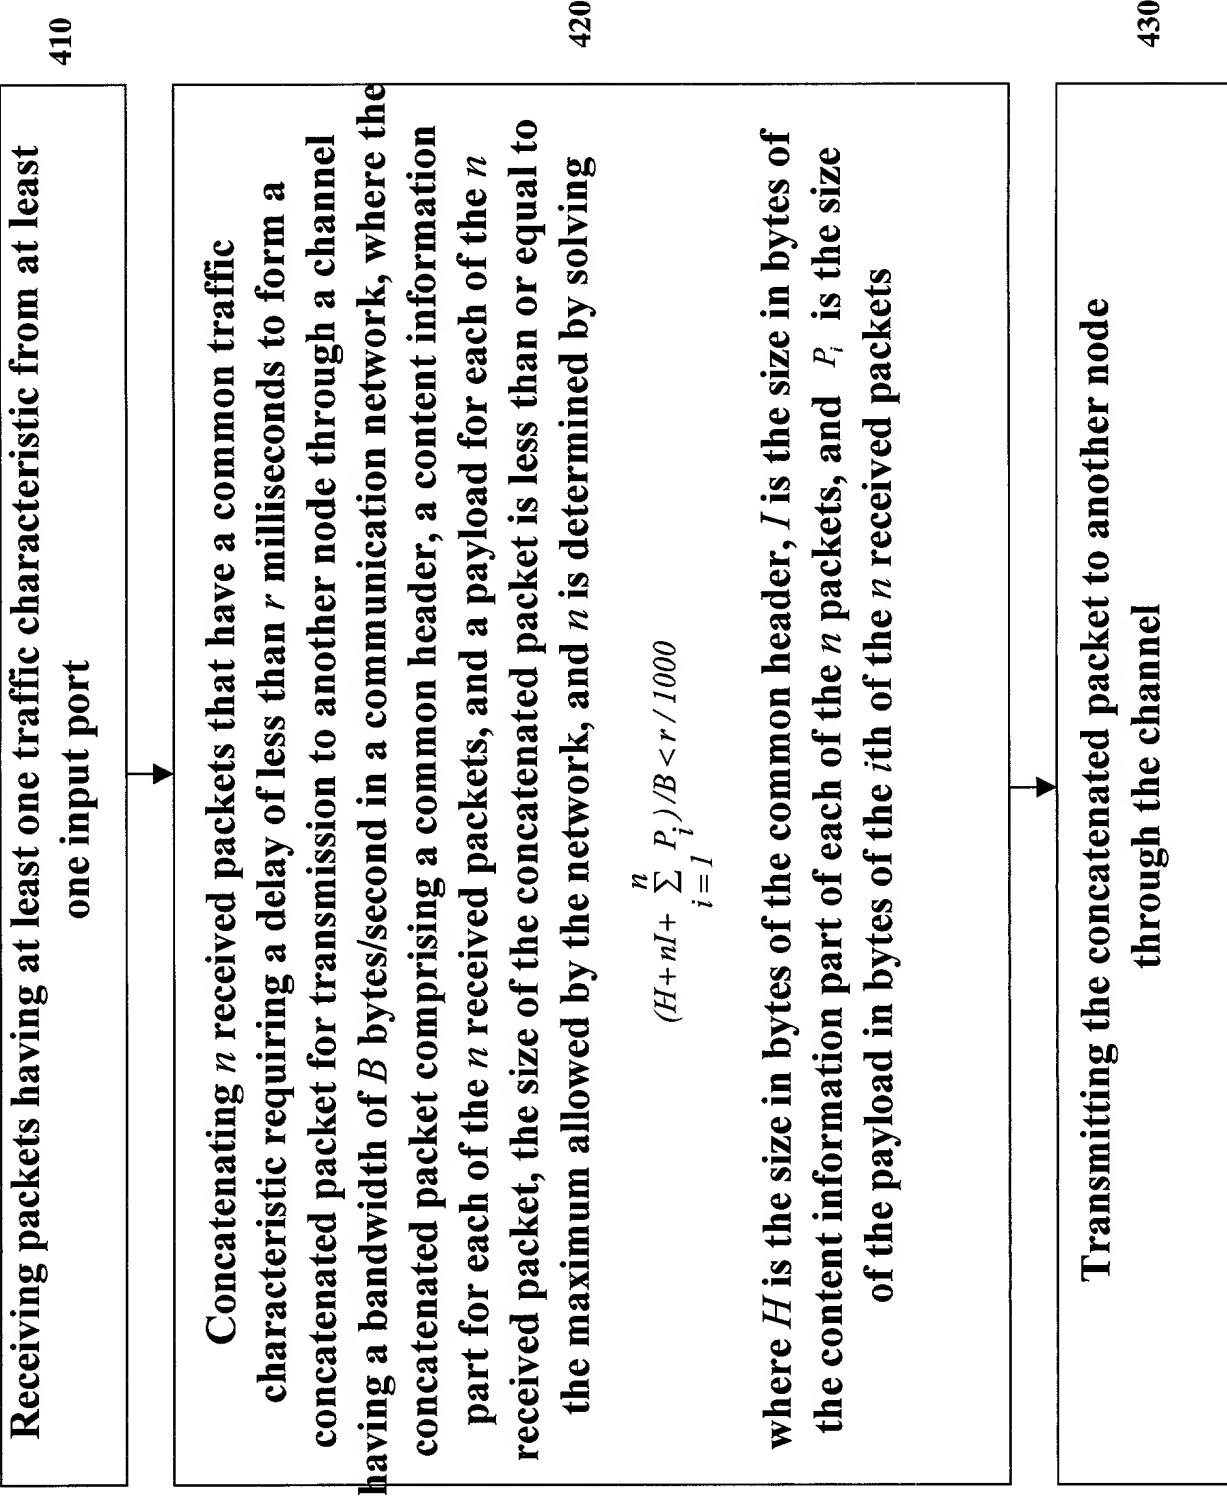 Receiving packets having at least one traffic characteristic from at least
one input port
410
Concatenating n received packets that have a common traffic
characteristic requiring a delay of less than r milliseconds to form a
concatenated packet for transmission to another node through a channel
having a bandwidth of B bytes/second in a communication network, where the
concatenated packet comprising a common header, a content information
part for each of the n received packets, and a payload for each of the n
received packet, the size of the concatenated packet is less than or equal to
the maximum allowed by the network, and n is determined by solving
(H+nI+ n∑i=1 Pi)/B < r/1000
where H is the size in bytes of the common header, I is the size in bytes of
the content information part of each of the n packets, and Pi is the size
of the payload in bytes of the ith of the n received packets
420
Transmitting the concatenated packet to another node
through the channel
430